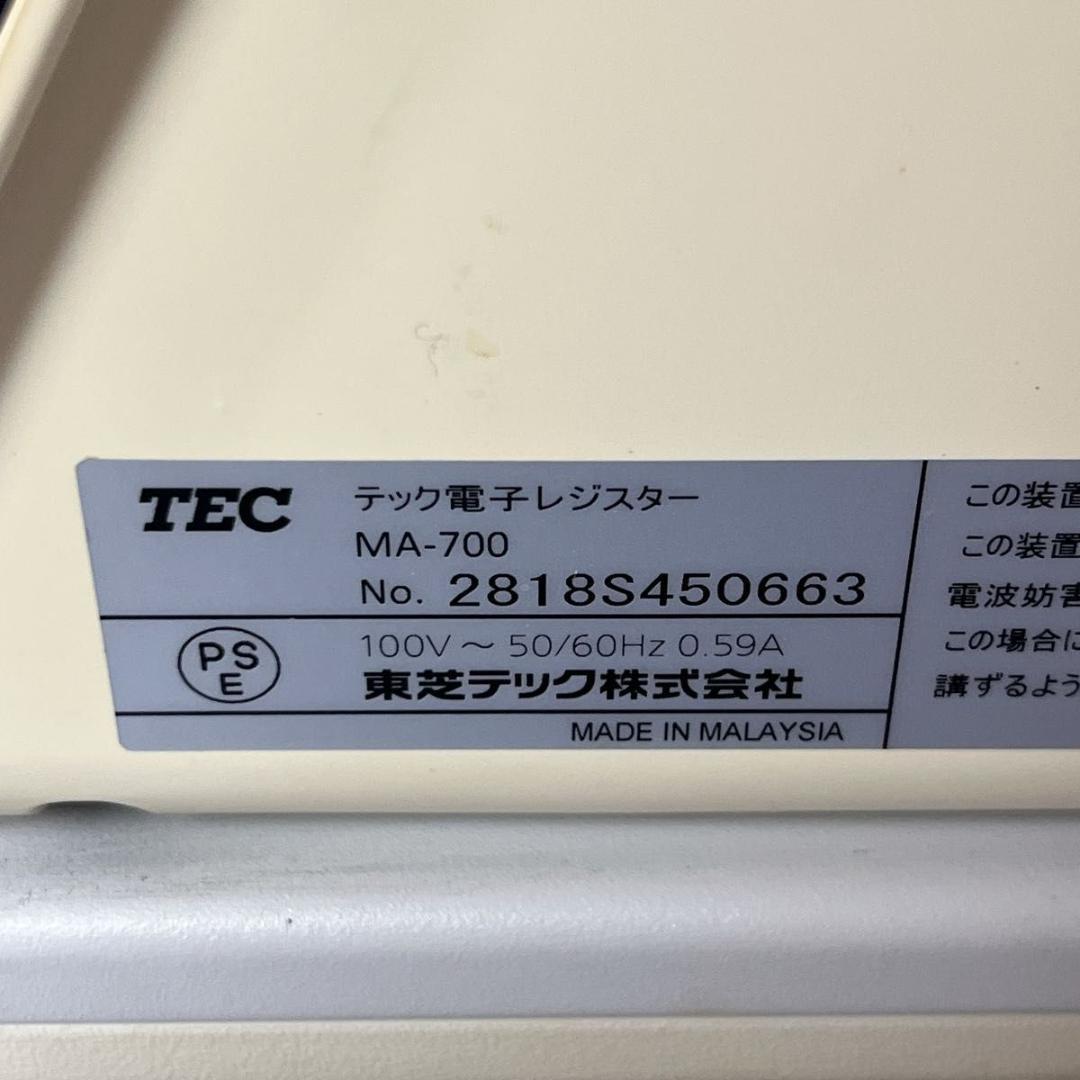 TEC
テック電子レジスター
MA-700
No. 2818S450663
PSE
100V～ 50/60Hz 0.59A
東芝テック株式会社
MADE IN MALAYSIA
この装置
この装置
電波妨害
この場合に
講ずるよう